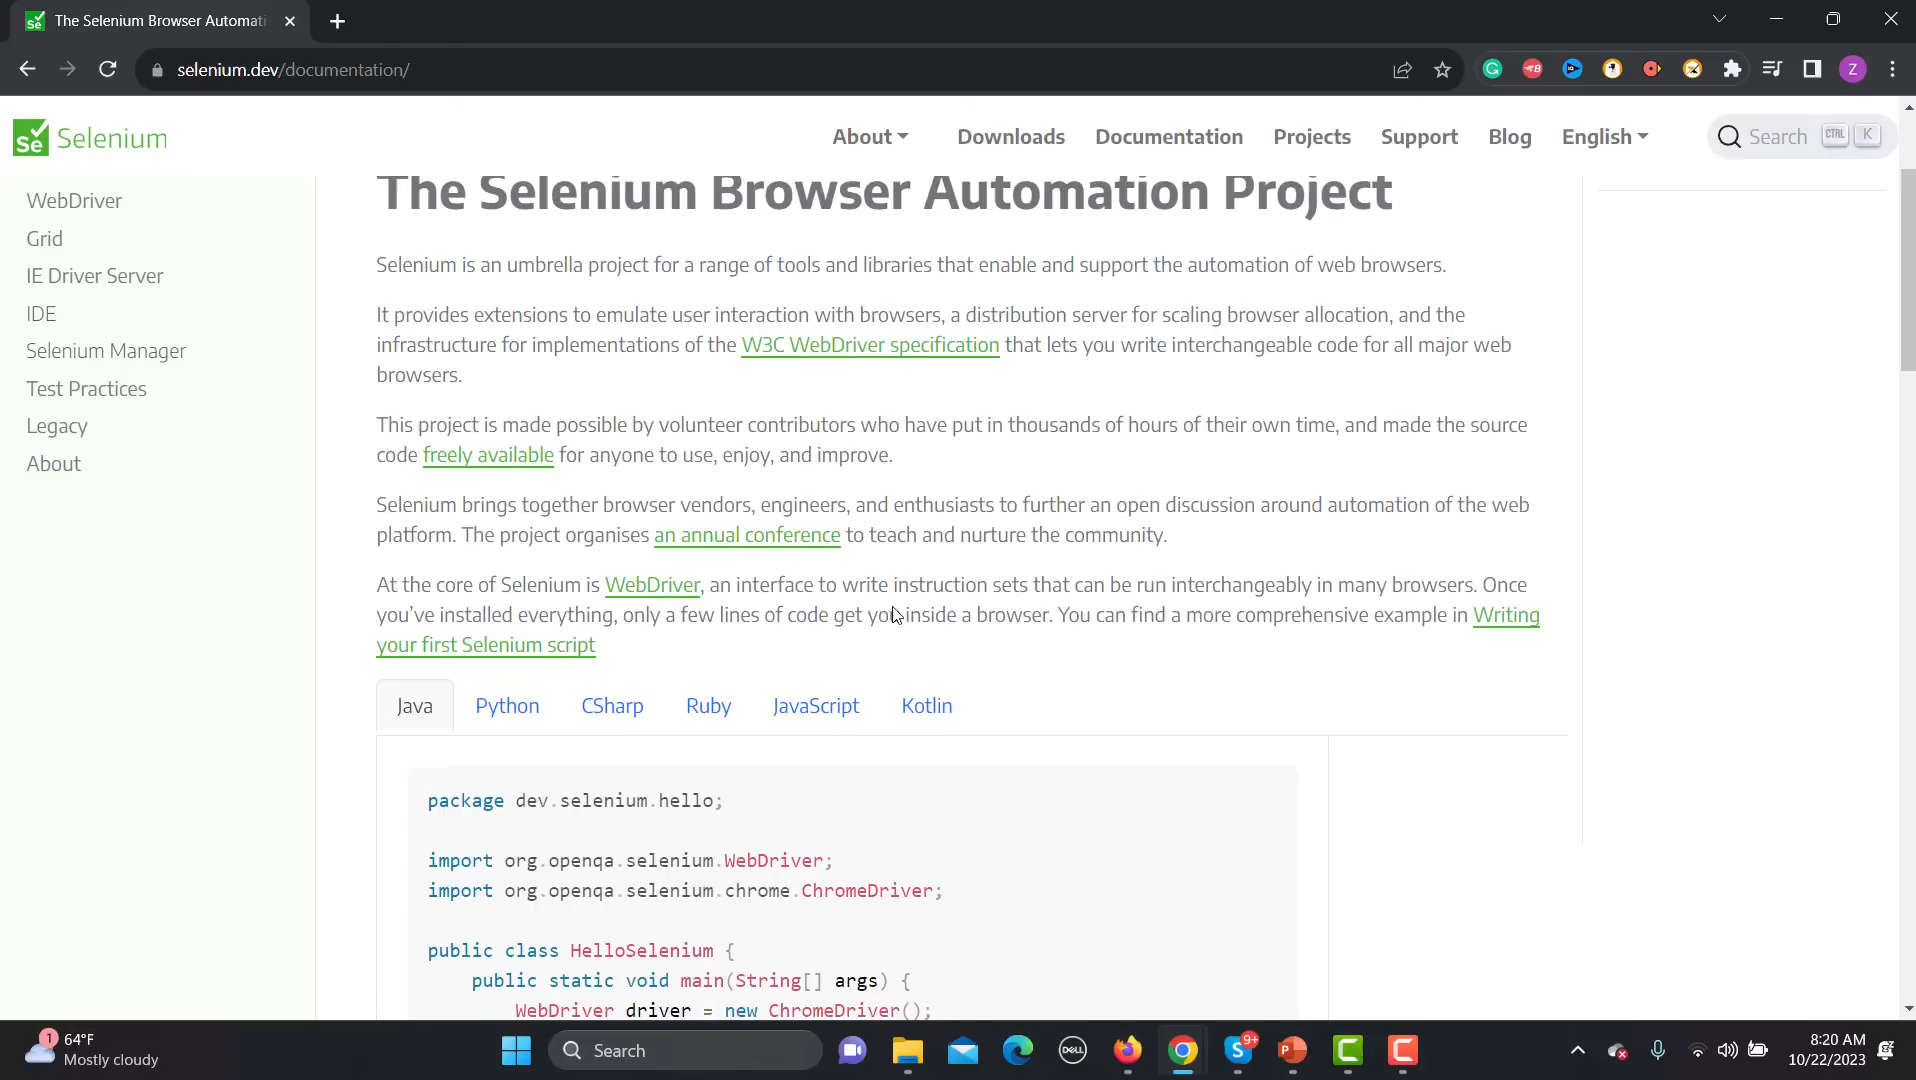 The Selenium Browser Automati
selenium.dev/documentation/
Z
Se Selenium
About
Downloads
Documentation
Projects
Support
Blog
English
Search CTRL K
WebDriver
Grid
IE Driver Server
IDE
Selenium Manager
Test Practices
Legacy
About
The Selenium Browser Automation Project
Selenium is an umbrella project for a range of tools and libraries that enable and support the automation of web browsers.
It provides extensions to emulate user interaction with browsers, a distribution server for scaling browser allocation, and the
infrastructure for implementations of the W3C WebDriver specification that lets you write interchangeable code for all major web
browsers.
This project is made possible by volunteer contributors who have put in thousands of hours of their own time, and made the source
code freely available for anyone to use, enjoy, and improve.
Selenium brings together browser vendors, engineers, and enthusiasts to further an open discussion around automation of the web
platform. The project organises an annual conference to teach and nurture the community.
At the core of Selenium is WebDriver, an interface to write instruction sets that can be run interchangeably in many browsers. Once
you've installed everything, only a few lines of code get you inside a browser. You can find a more comprehensive example in Writing
your first Selenium script
Java
Python
CSharp
Ruby
JavaScript
Kotlin
package dev.selenium.hello;
import org.openqa.selenium.WebDriver;
import org.openqa.selenium.chrome.ChromeDriver;
public class HelloSelenium {
public static void main(String[] args) {
WebDriver driver = new ChromeDriver();
1
64°F
Mostly cloudy
Search
DELL
9+
P
C
C
8:20 AM
10/22/2023